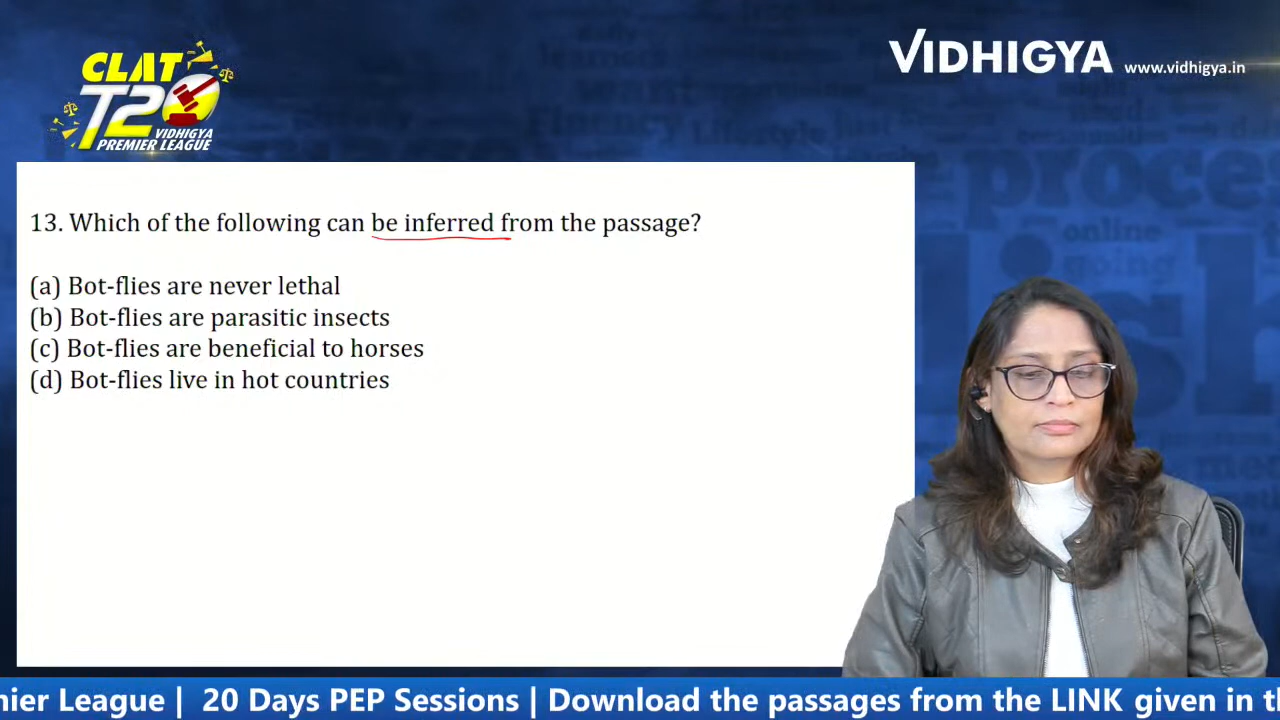 CLAT
T20
VIDHIGYA
PREMIER LEAGUE
VIDHIGYA www.vidhigya.in
13. Which of the following can be inferred from the passage?
(a) Bot-flies are never lethal
(b) Bot-flies are parasitic insects
(c) Bot-flies are beneficial to horses
(d) Bot-flies live in hot countries
process
online
going
mier League | 20 Days PEP Sessions | Download the passages from the LINK given in th